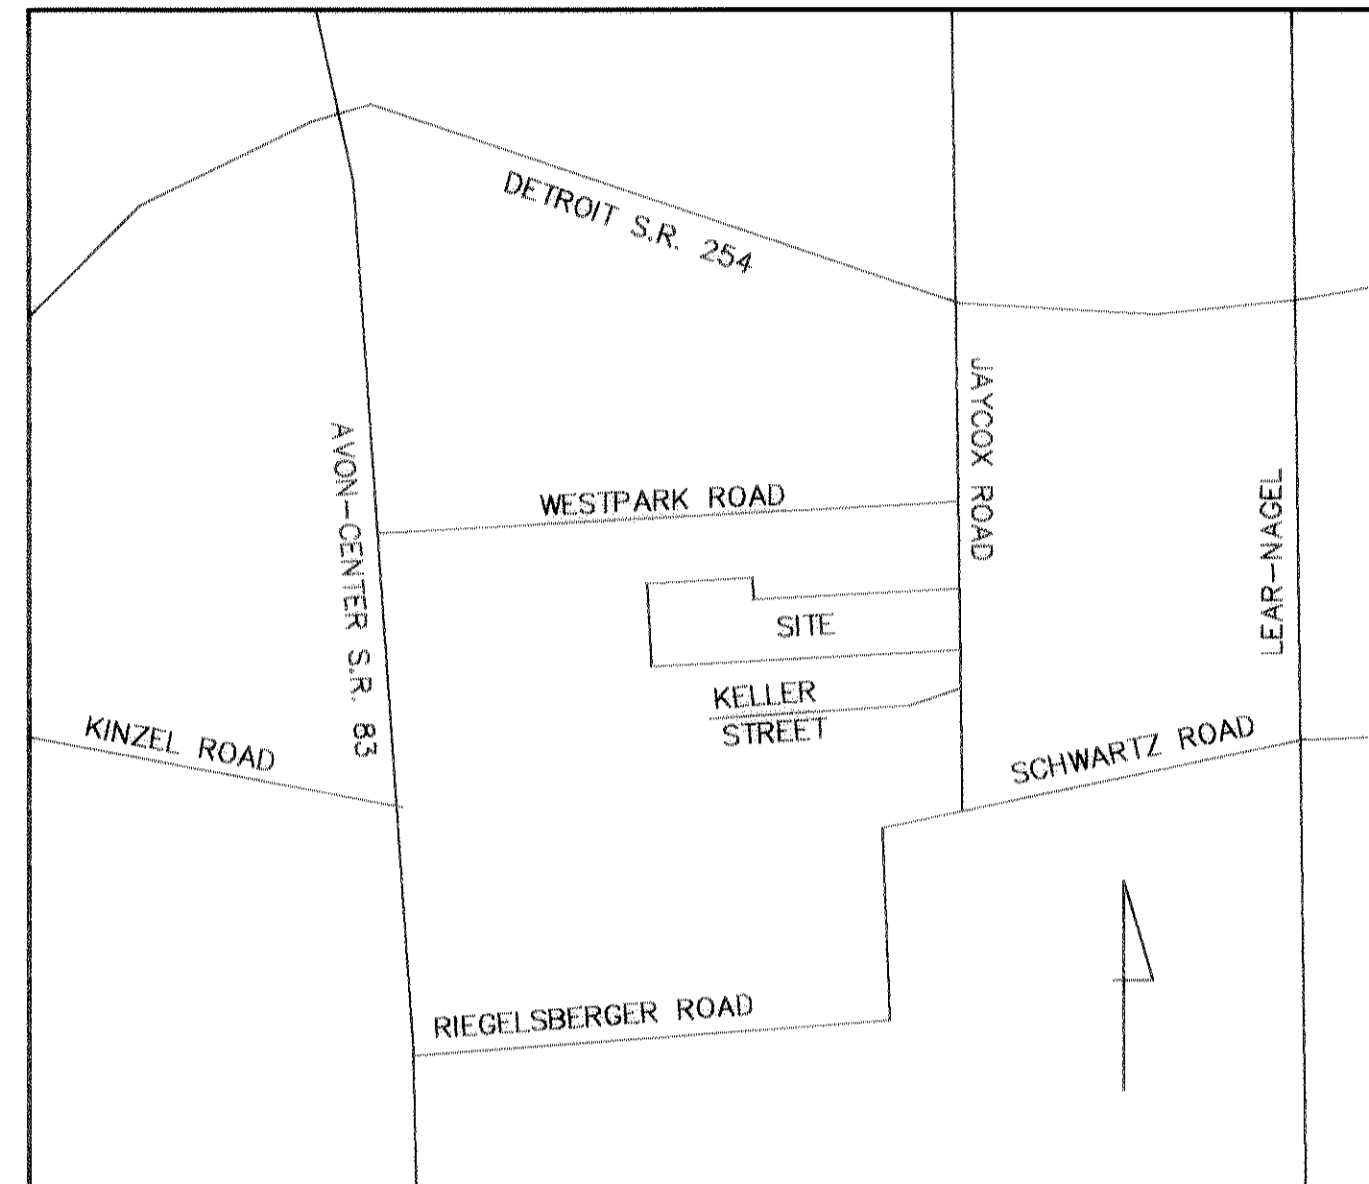 DETROIT S.R. 254
AVON-CENTER S.R. 83
JAYCOX ROAD
LEAR-NAGEL
WESTPARK ROAD
SITE
KELLER
STREET
KINZEL ROAD
SCHWARTZ ROAD
RIEGELSBERGER ROAD